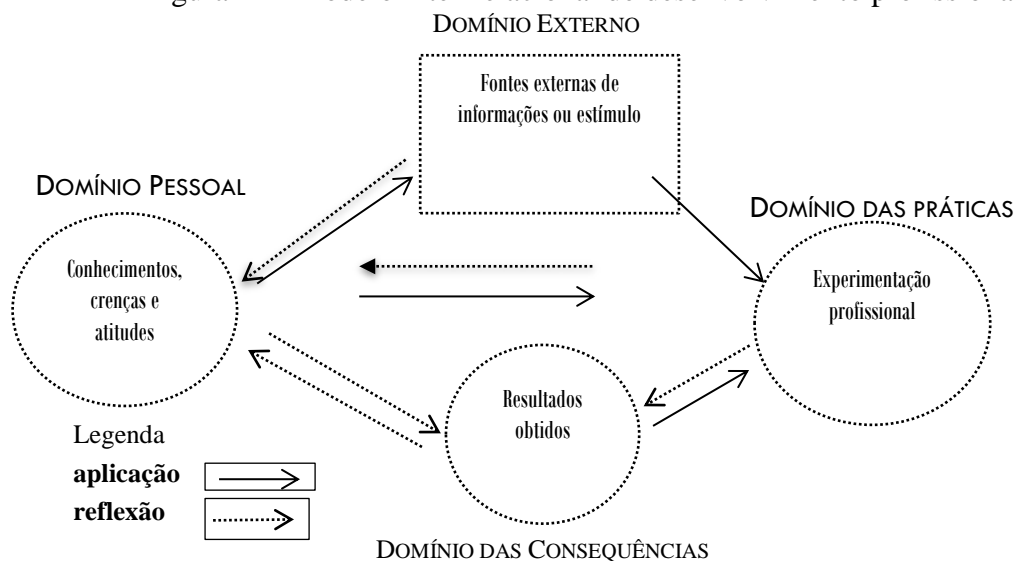 DOMÍNIO EXTERNO
Fontes externas de
informações ou estímulo
DOMÍNIO PESSOAL
DOMÍNIO DAS PRÁTICAS
Conhecimentos,
crenças e
atitudes
Experimentação
profissional
Resultados
obtidos
Legenda
aplicação
reflexão
DOMÍNIO DAS CONSEQUÊNCIAS